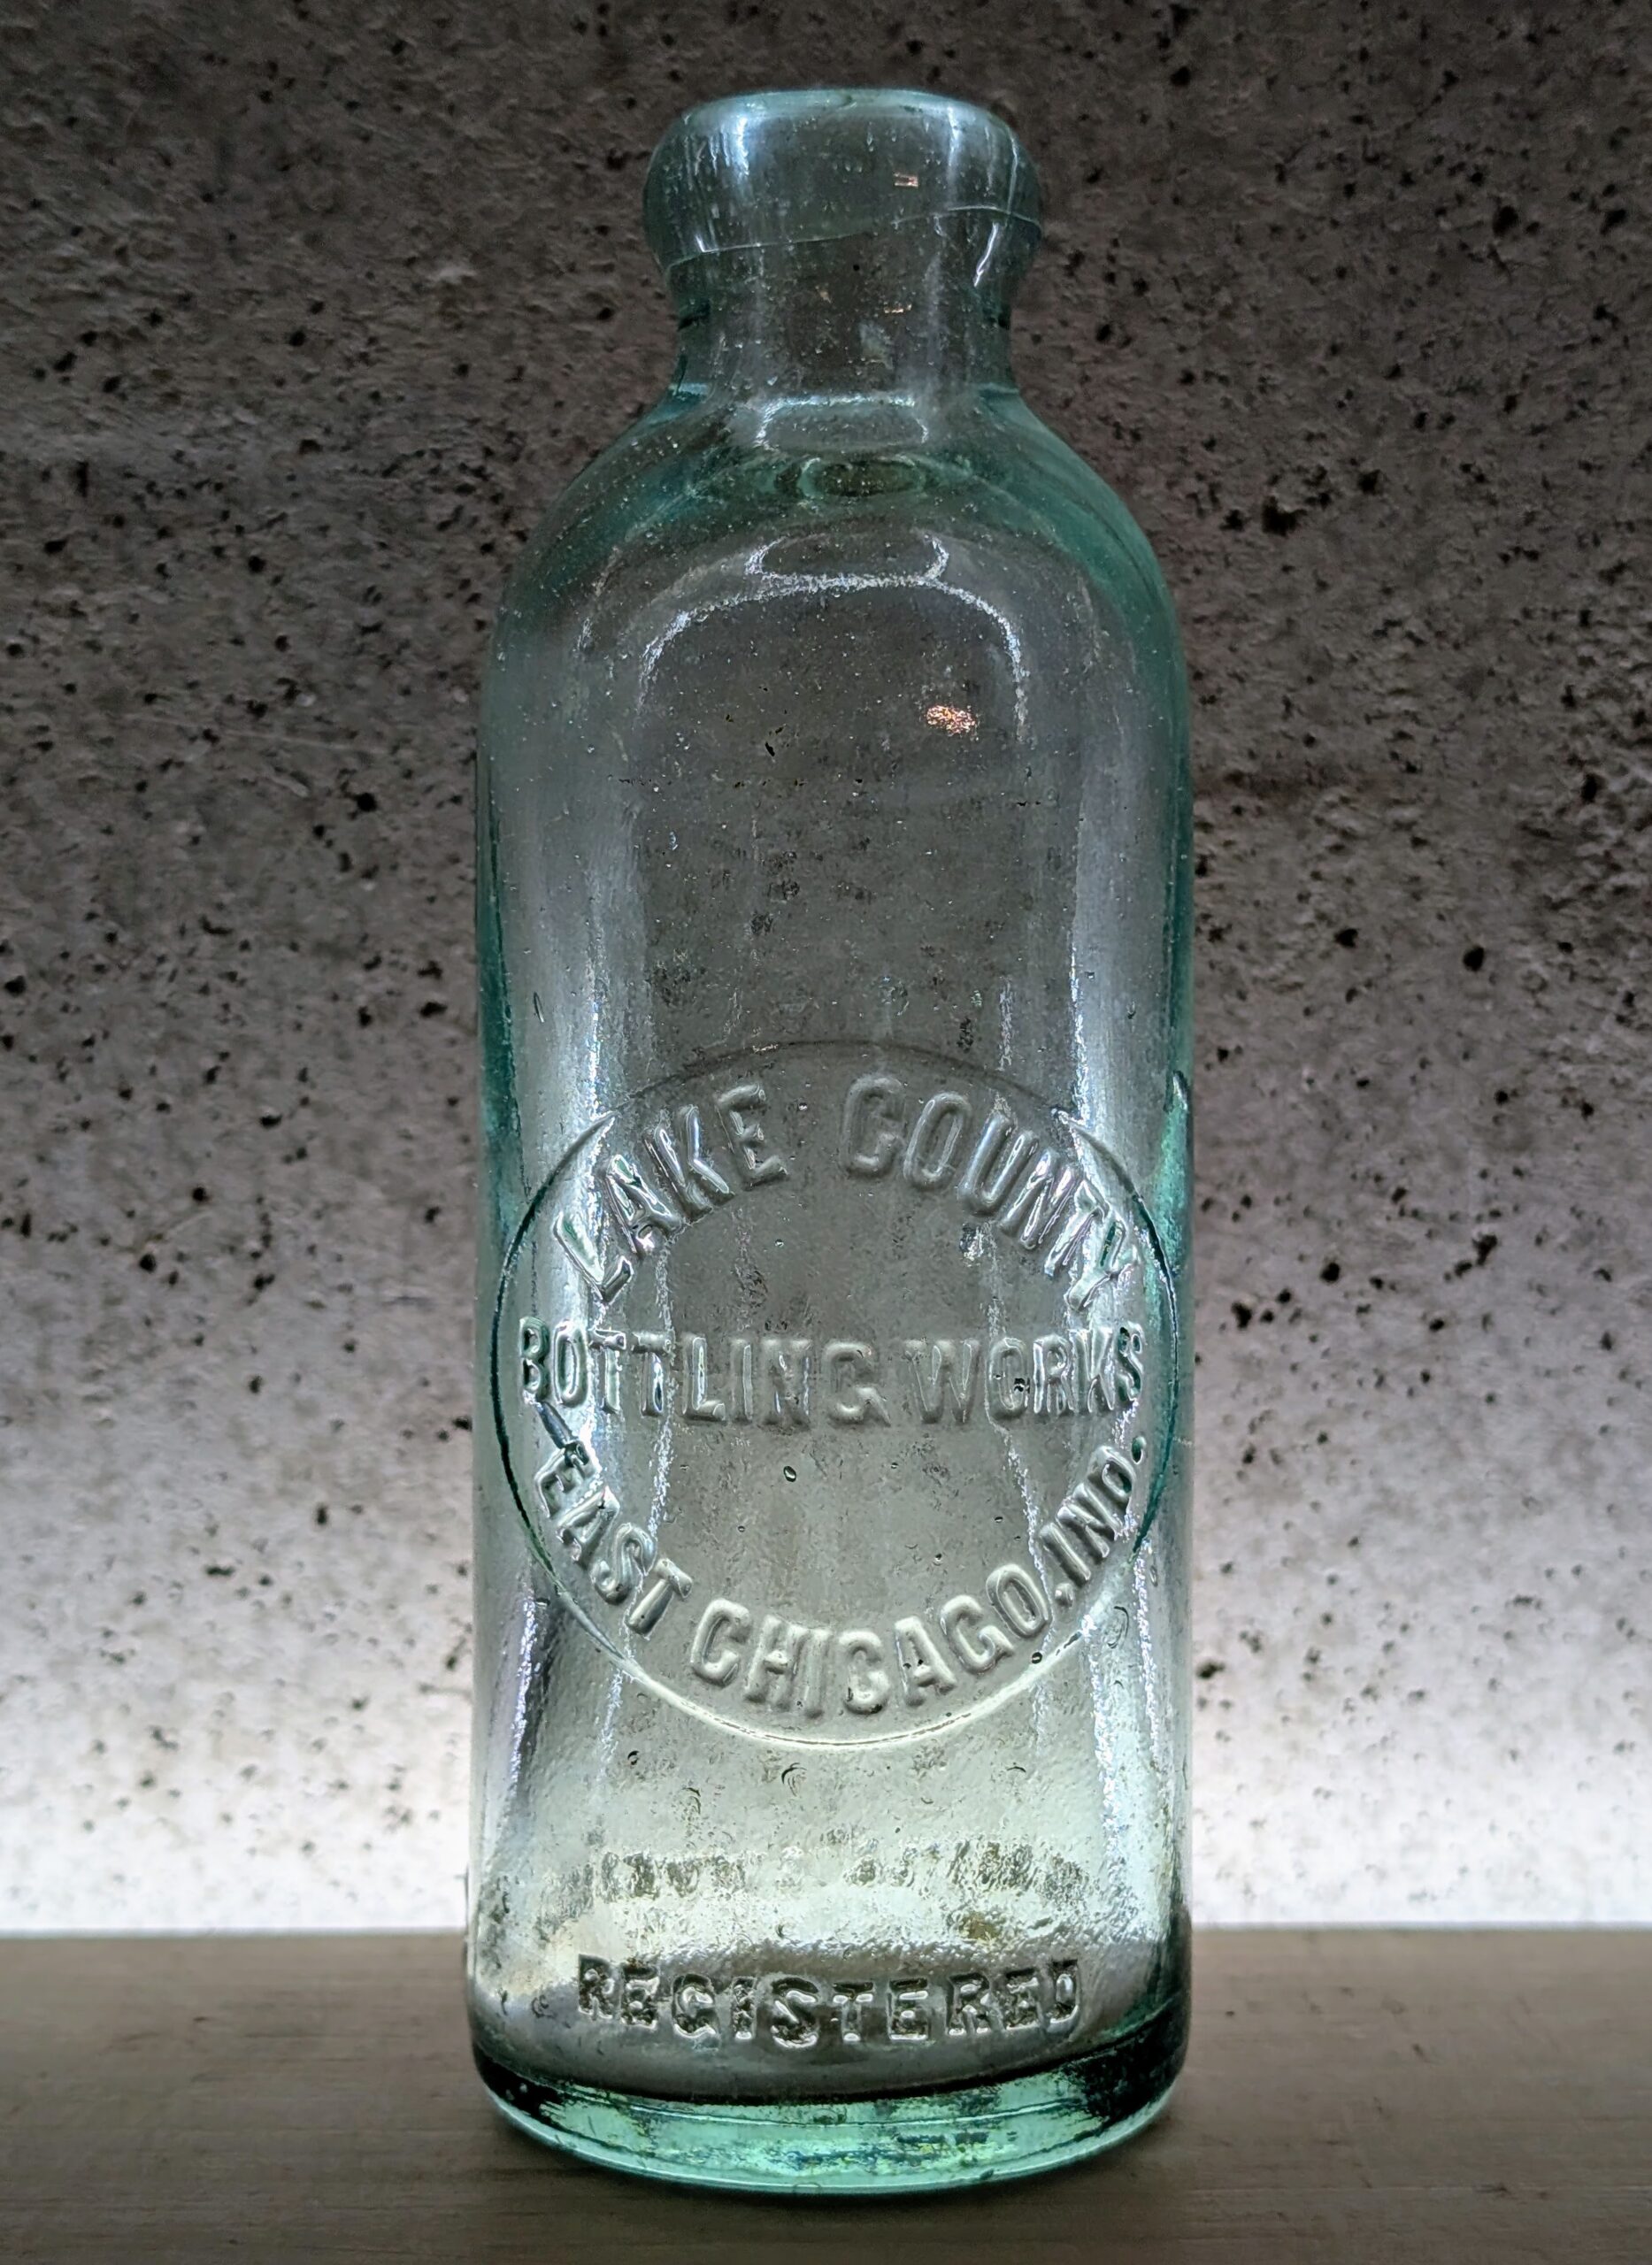 LAKE COUNTY
BOTTLING WORKS
EAST CHICAGO, IND.
REGISTERED